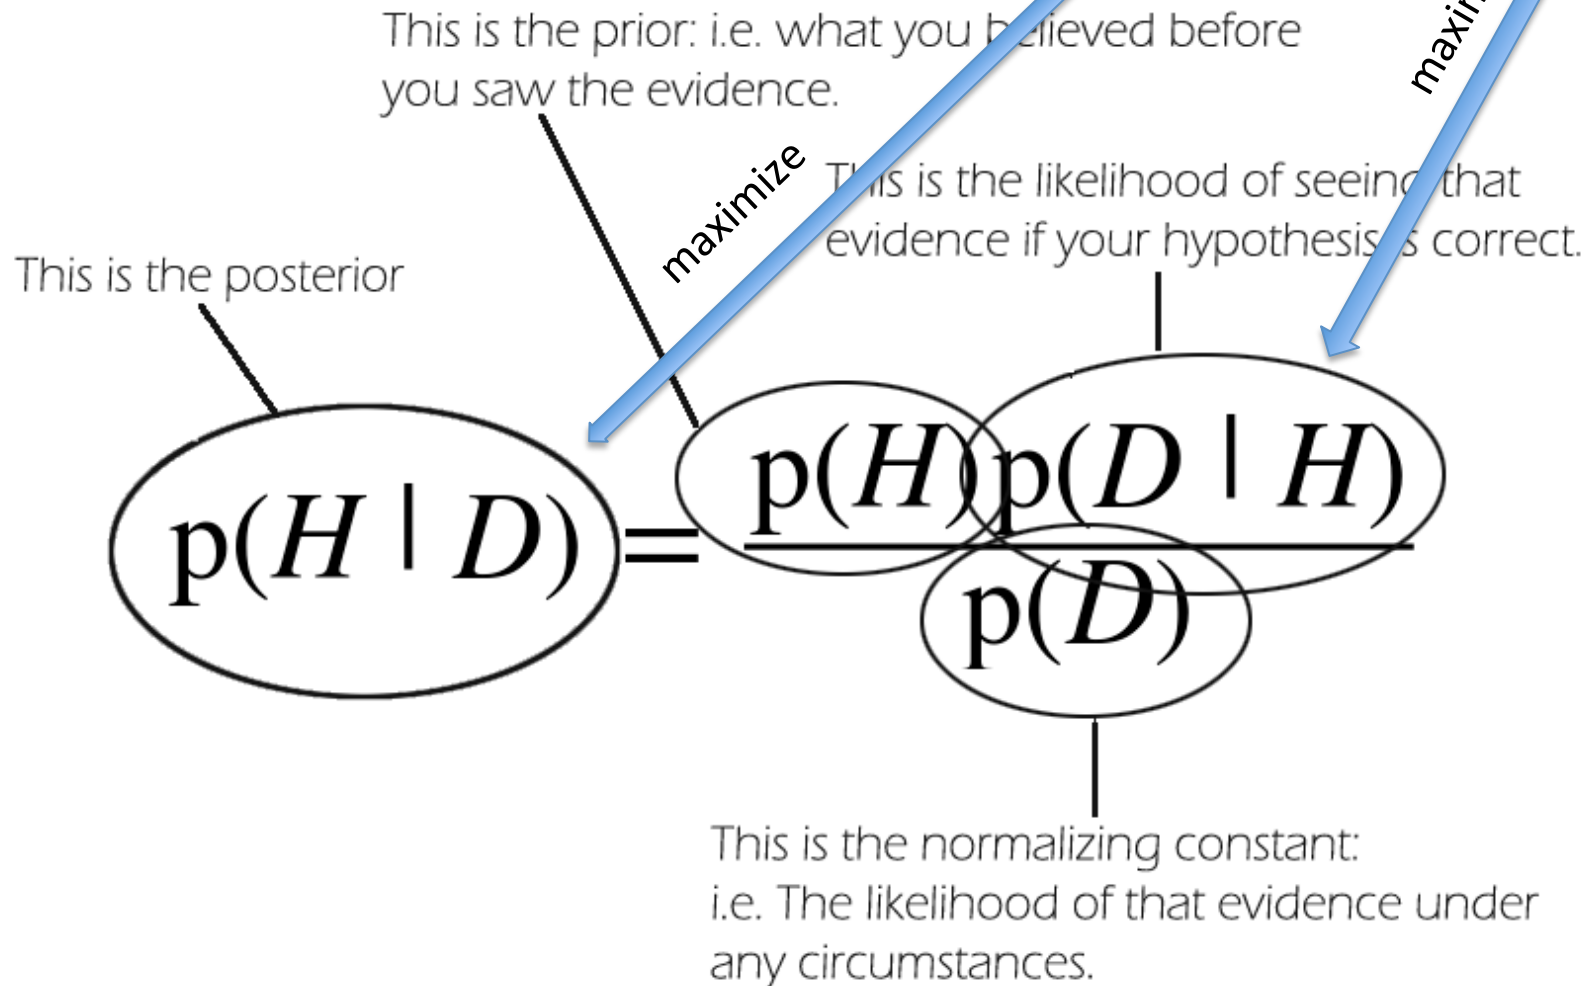 This is the prior: i.e. what you believed before
you saw the evidence.
maximize
This is the likelihood of seeing that
evidence if your hypothesis is correct.
This is the posterior
p(H | D) = p(H) p(D | H)
p(D)
This is the normalizing constant:
i.e. The likelihood of that evidence under
any circumstances.